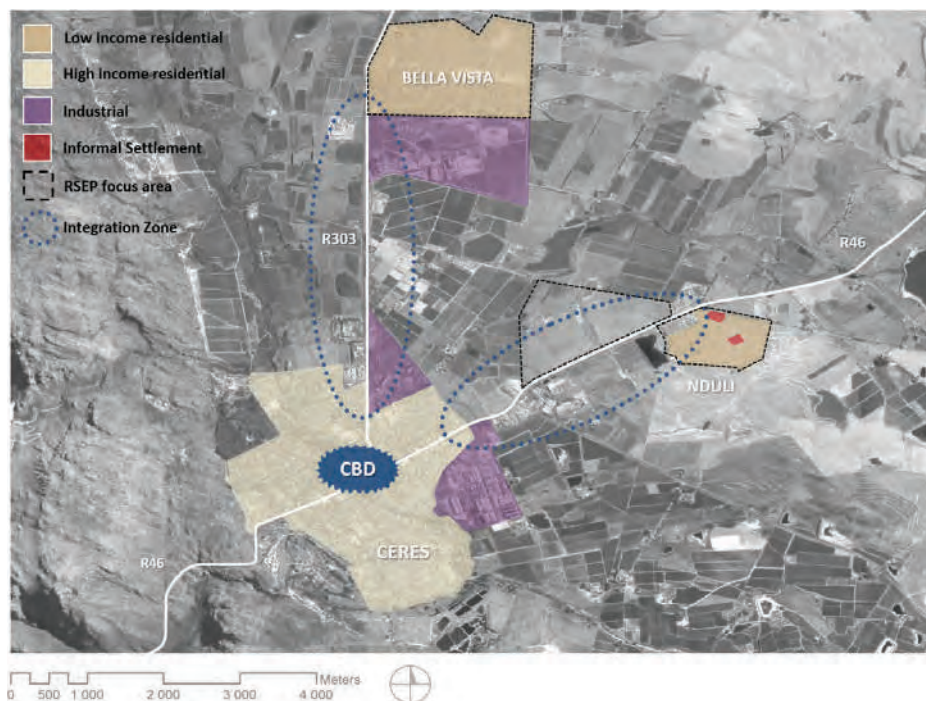 Low Income residential
High Income residential
Industrial
Informal Settlement
RSEP focus area
Integration Zone
BELLA VISTA
R303
R46
NDULI
CBD
CERES
R46
Meters
0 500 1 000 2 000 3 000 4 000